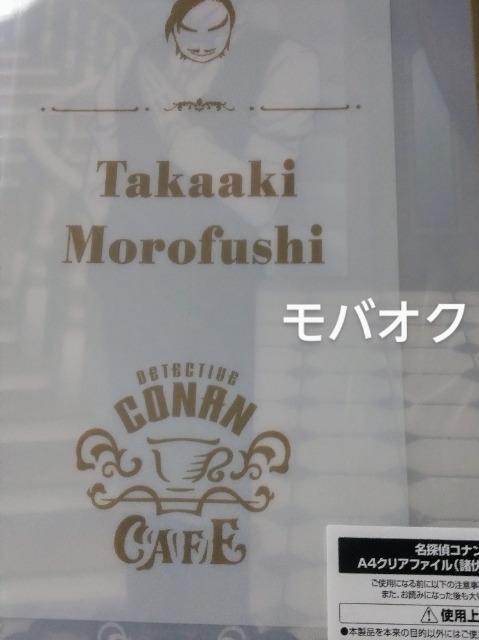 Takaaki
Morofushi
モバオク
DETECTIVE
CONAN
CAFE
名探偵コナン
A4クリアファイル(諸伏
ご使用になる前に以下の注意事
また、お読みになった後も大
⚠使用上
●本製品を本来の目的以外にはご使